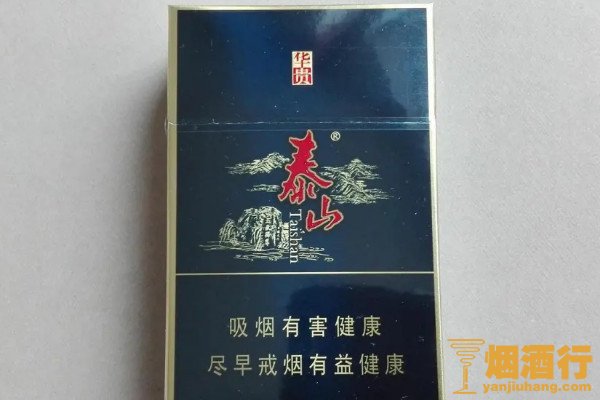 华贵
泰山®
Taishan
吸烟有害健康
尽早戒烟有益健康
烟酒行
yanjiuhang.com